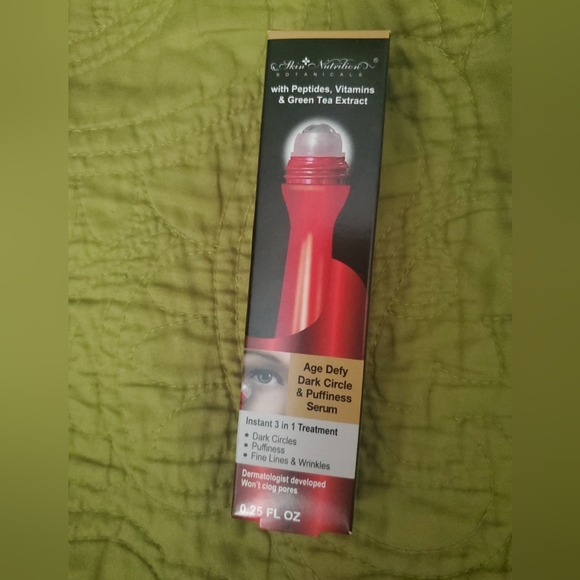 Skin Nutrition®
BOTANICALS
with Peptides, Vitamins
& Green Tea Extract
Age Defy
Dark Circle
& Puffiness
Serum
Instant 3 in 1 Treatment
• Dark Circles
• Puffiness
• Fine Lines & Wrinkles
Dermatologist developed
Won't clog pores
0.25 FL OZ